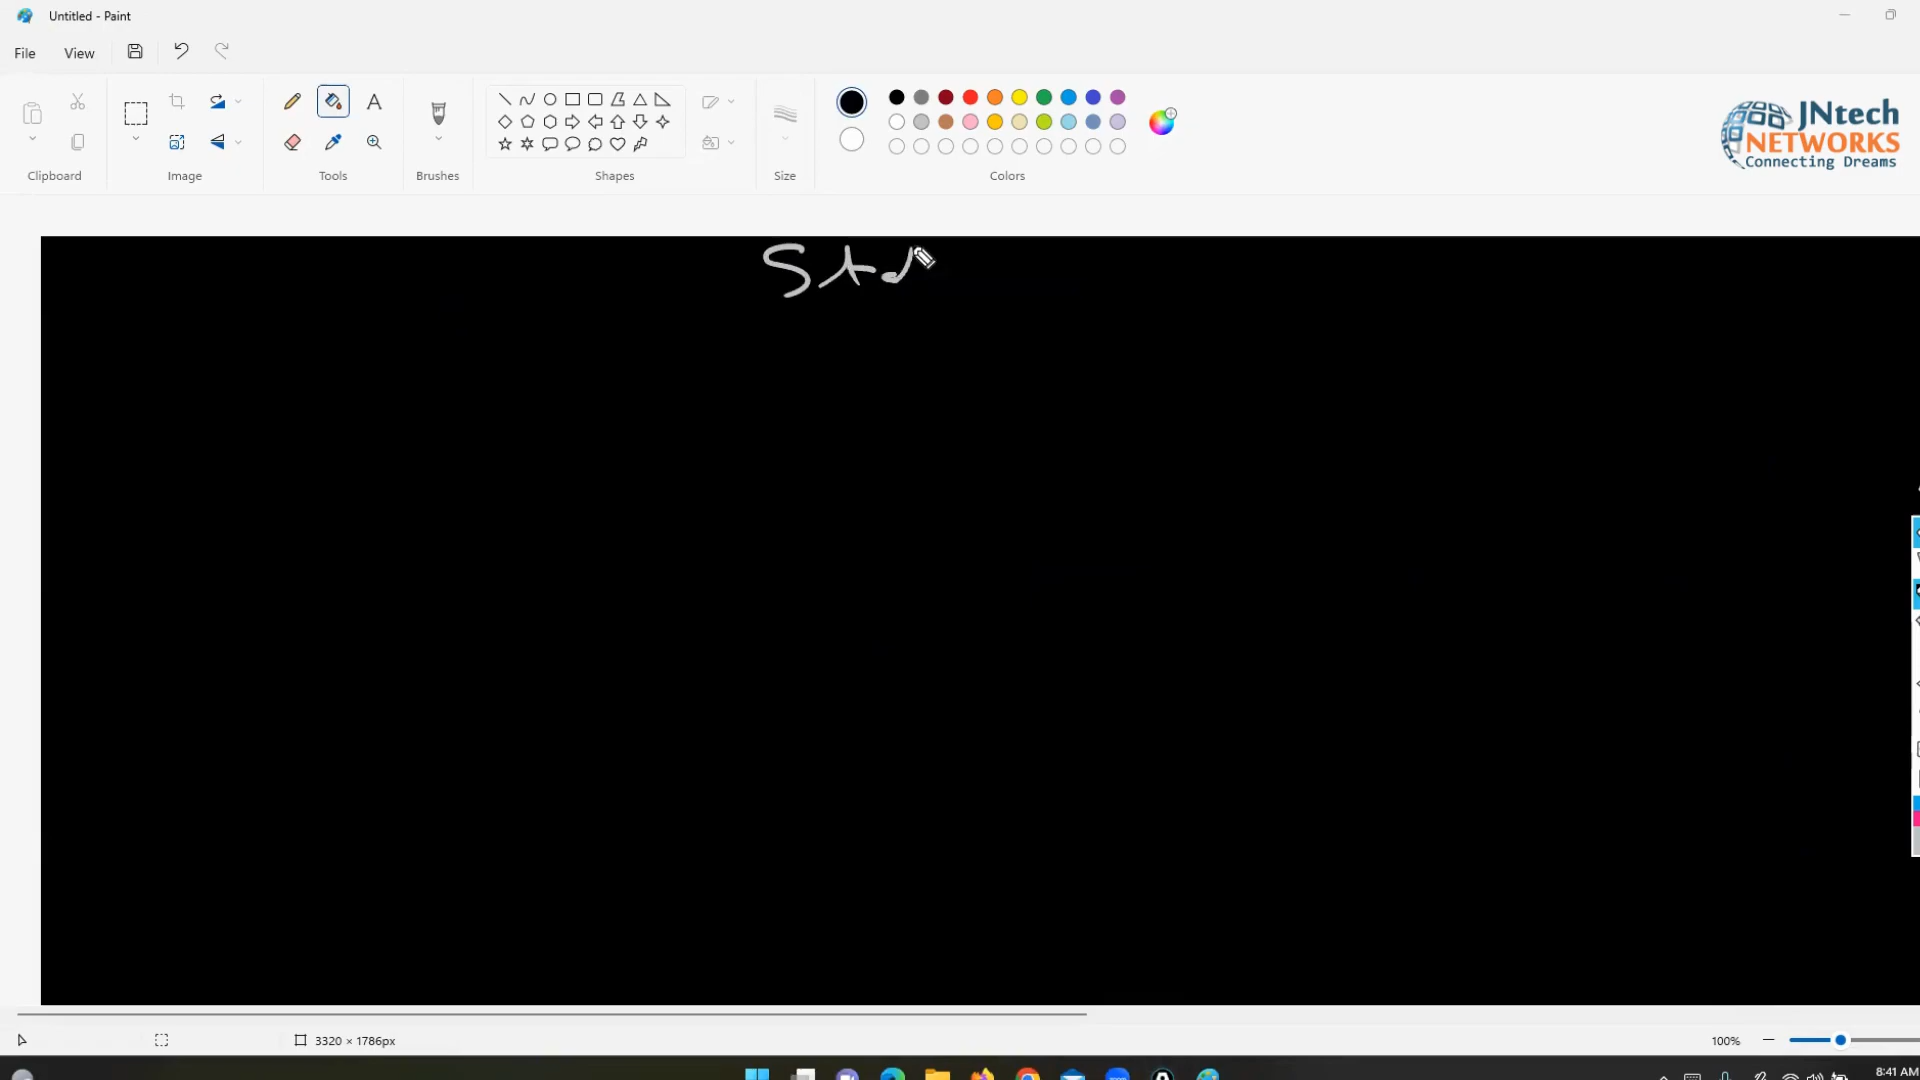 Untitled - Paint
File View
Clipboard Image Tools Brushes Shapes Size Colors
JNtech
NETWORKS
Connecting Dreams
3320 × 1786px
100%
8:41 AM